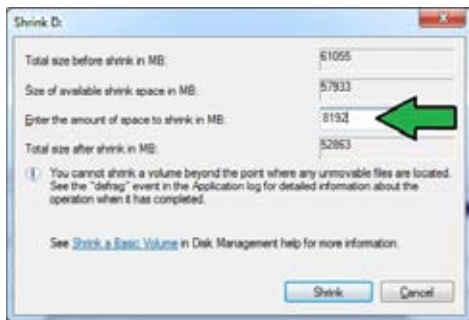 Shrink D:
Total size before shrink in MB: 61055
Size of available shrink space in MB: 57933
Enter the amount of space to shrink in MB: 8192
Total size after shrink in MB: 52863
You cannot shrink a volume beyond the point where any unmovable files are located.
See the "defrag" event in the Application log for detailed information about the
operation when it has completed.
See Shrink a Basic Volume in Disk Management help for more information.
Shrink Cancel